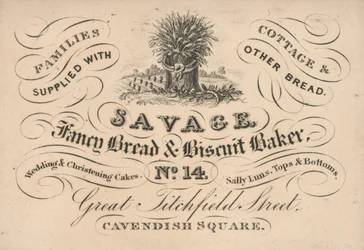 FAMILIES
SUPPLIED WITH
COTTAGE &
OTHER BREAD.
SAVAGE,
Fancy Bread & Biscuit Baker,
Wedding & Christening Cakes.
No. 14.
Sally Luns, Tops & Bottoms.
Great Titchfield Street,
CAVENDISH SQUARE.